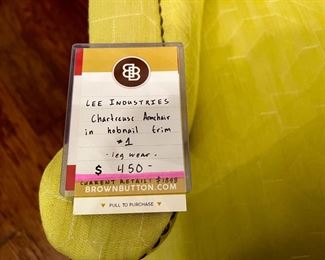 BB
LEE INDUSTRIES
Chartreuse Armchair
in hobnail trim
#1
- leg wear.
$ 450-
CURRENT RETAIL: $1898
BROWNBUTTON.COM
PULL TO PURCHASE